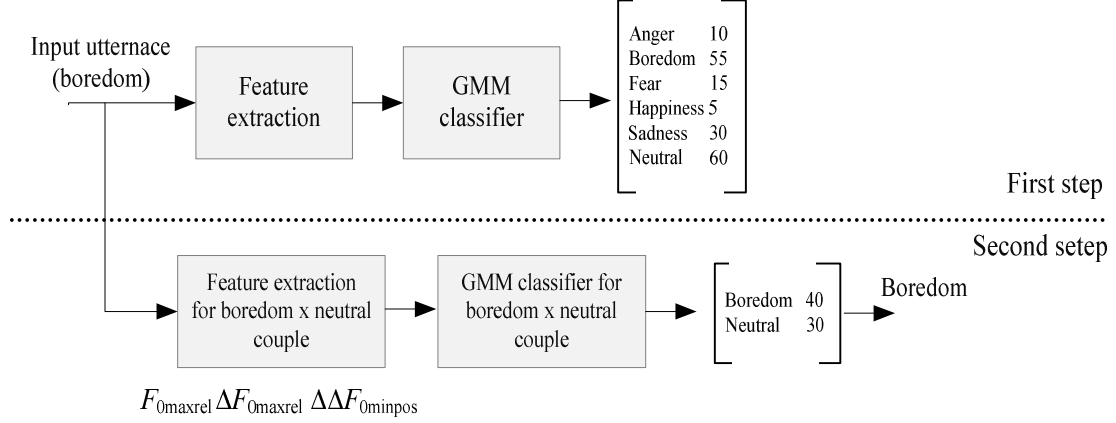 Input utternace
(boredom)
Feature
extraction
GMM
classifier
Anger 10
Boredom 55
Fear 15
Happiness 5
Sadness 30
Neutral 60
First step
Second setep
Feature extraction
for boredom x neutral
couple
GMM classifier for
boredom x neutral
couple
Boredom 40
Neutral 30
Boredom
F0maxrel ΔF0maxrel ΔΔF0minpos